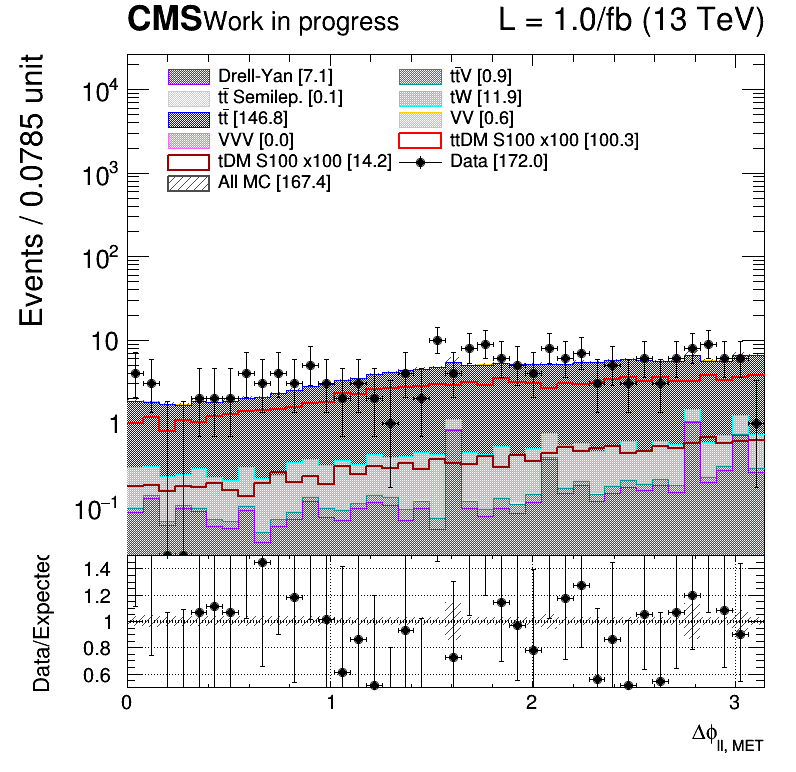 CMS Work in progress L = 1.0/fb (13 TeV)
Events / 0.0785 unit
Drell-Yan [7.1] tt̄V [0.9]
tt̄ Semilep. [0.1] tW [11.9]
tt̄ [146.8] VV [0.6]
VVV [0.0] ttDM S100 x100 [100.3]
tDM S100 x100 [14.2] Data [172.0]
All MC [167.4]
10⁴
10³
10²
10
1
10⁻¹
Data/Expected
1.4
1.2
1
0.8
0.6
0 1 2 3
Δϕ_ll, MET